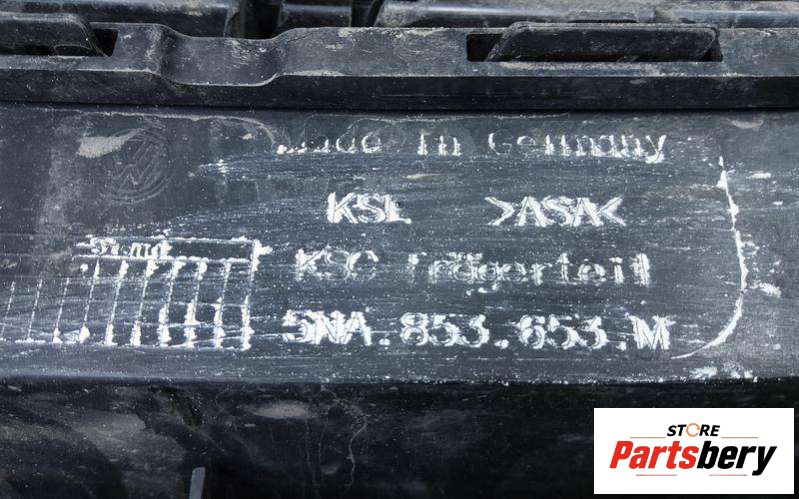 Made in Germany
KSL >ASA<
KSC Trägerteil
5NA.853.653.M
STORE
Partsbery